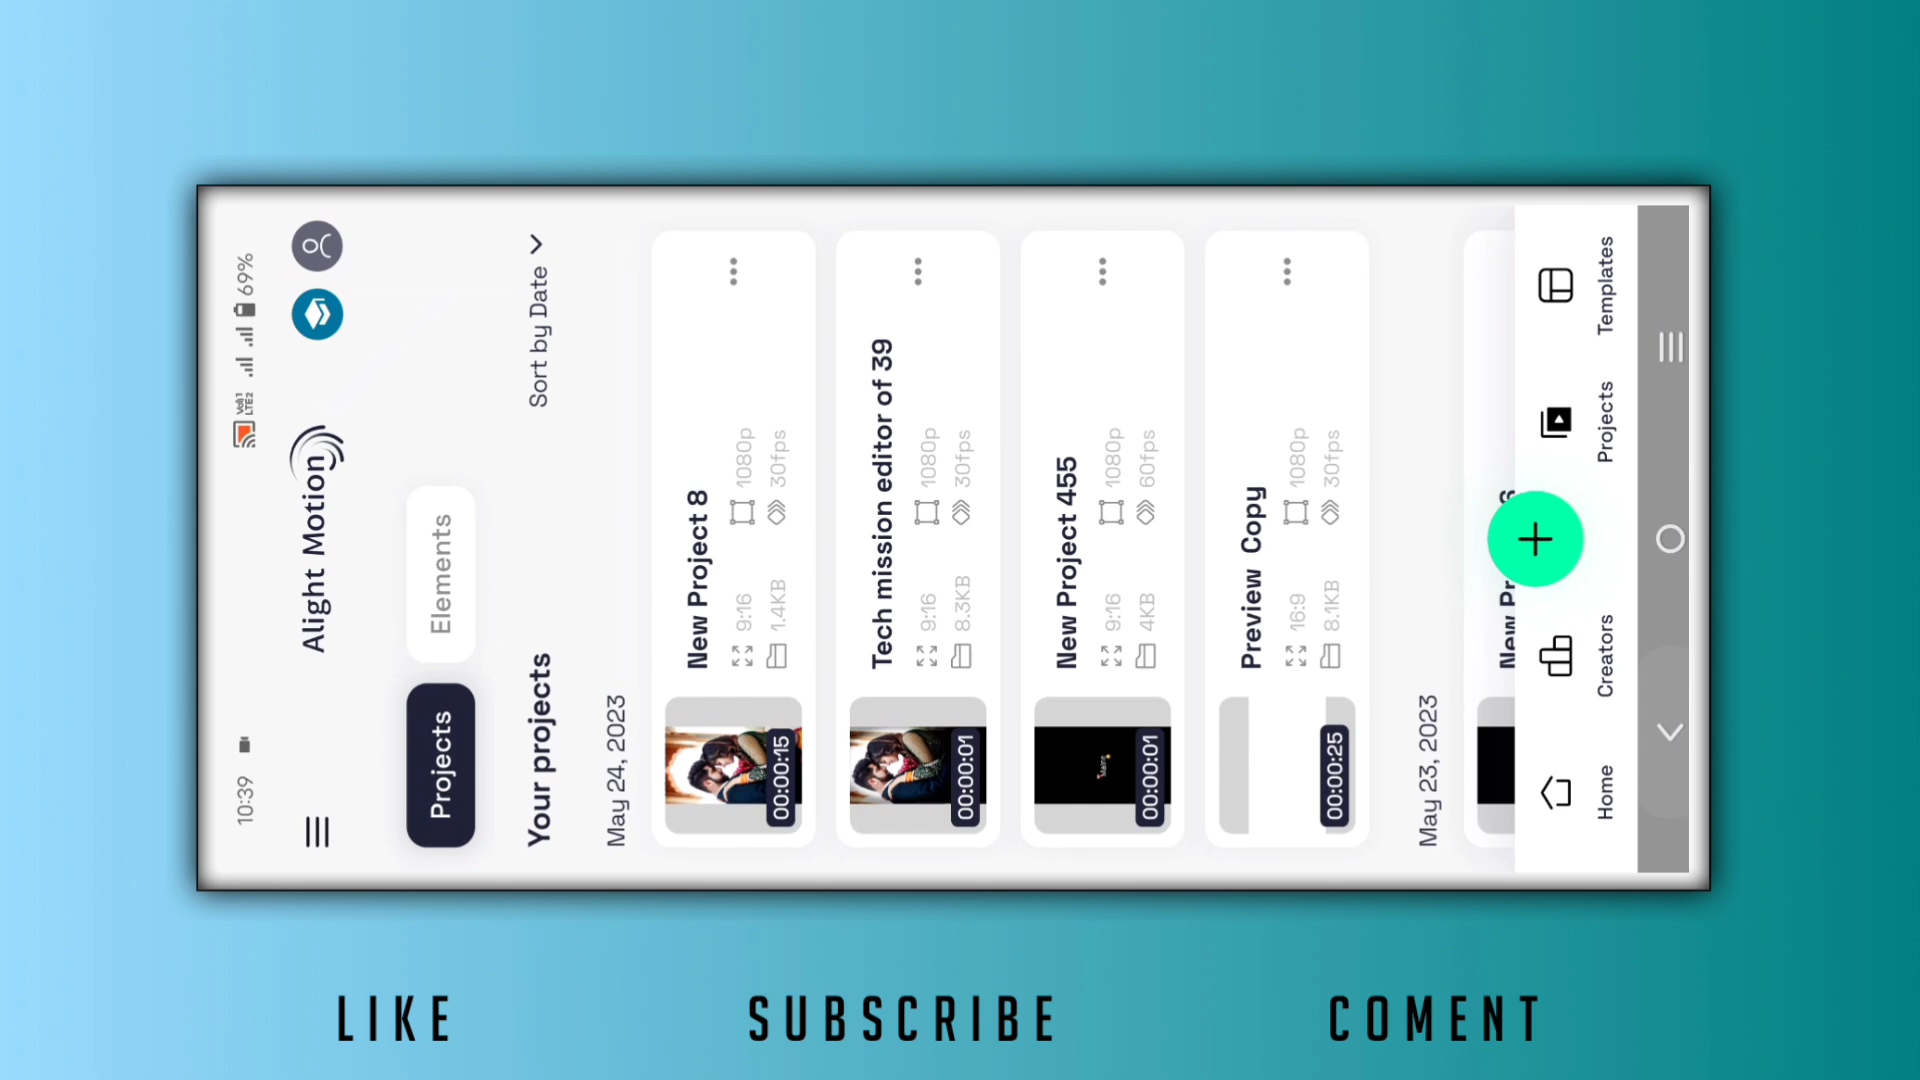 10:39
Vo)) 1
LTE2
69%
Alight Motion
Projects
Elements
Your projects
Sort by Date
May 24, 2023
New Project 8
9:16
1080p
1.4KB
30fps
00:00:15
Tech mission editor of 39
9:16
1080p
8.3KB
30fps
00:00:01
New Project 455
9:16
1080p
4KB
60fps
00:00:01
Preview Copy
16:9
1080p
8.1KB
30fps
00:00:25
May 23, 2023
Home
Creators
Projects
Templates
LIKE
SUBSCRIBE
COMENT